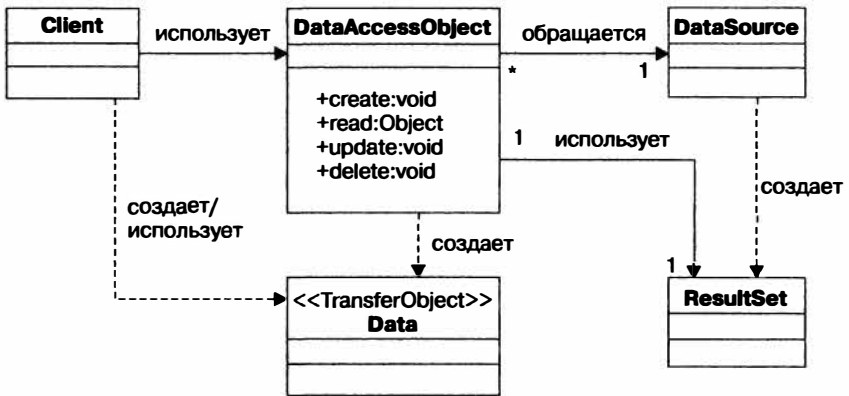 Client
использует
DataAccessObject
обращается
DataSource
*
1
+create:void
+read:Object
+update:void
+delete:void
1
использует
создает
создает/
использует
создает
1
<<TransferObject>>
Data
ResultSet